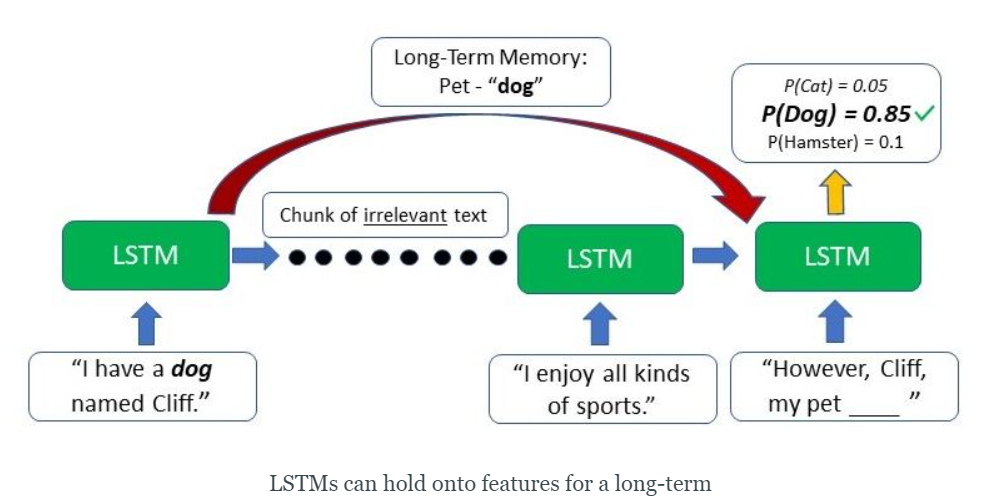 Long-Term Memory:
Pet - “dog”
P(Cat) = 0.05
P(Dog) = 0.85✓
P(Hamster) = 0.1
Chunk of irrelevant text
LSTM
LSTM
LSTM
“I have a dog
named Cliff.”
“I enjoy all kinds
of sports.”
“However, Cliff,
my pet ____ ”
LSTMs can hold onto features for a long-term